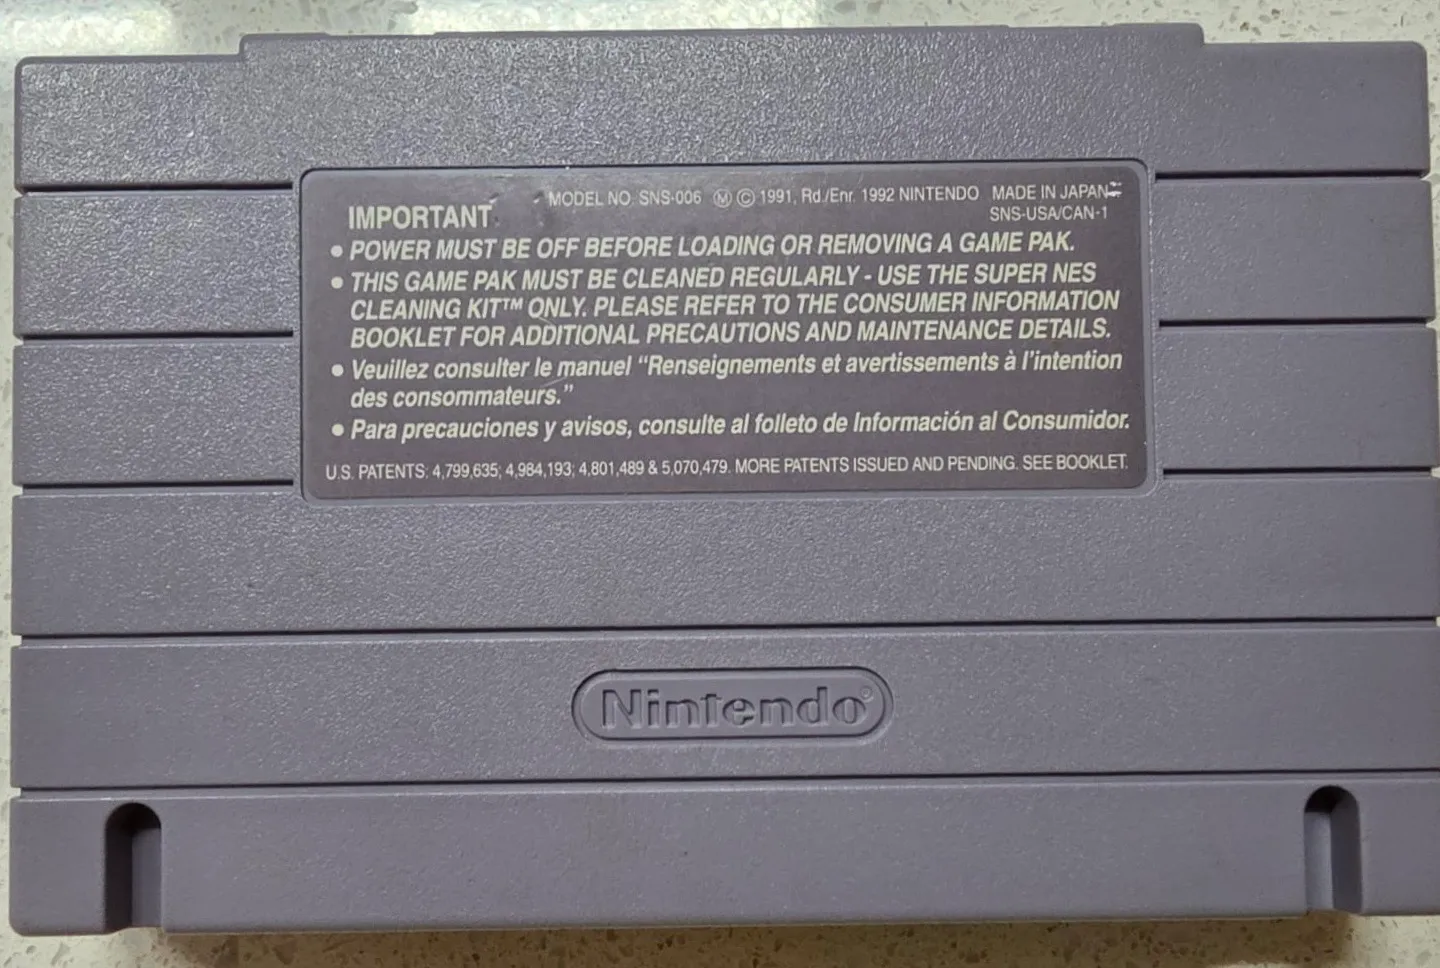 MODEL NO. SNS-006 Ⓜ © 1991, Rd./Enr. 1992 NINTENDO MADE IN JAPAN
SNS-USA/CAN-1
IMPORTANT
• POWER MUST BE OFF BEFORE LOADING OR REMOVING A GAME PAK.
• THIS GAME PAK MUST BE CLEANED REGULARLY - USE THE SUPER NES
CLEANING KIT™ ONLY. PLEASE REFER TO THE CONSUMER INFORMATION
BOOKLET FOR ADDITIONAL PRECAUTIONS AND MAINTENANCE DETAILS.
• Veuillez consulter le manuel “Renseignements et avertissements à l’intention
des consommateurs.”
• Para precauciones y avisos, consulte al folleto de Información al Consumidor.
U.S. PATENTS: 4,799,635; 4,984,193; 4,801,489 & 5,070,479. MORE PATENTS ISSUED AND PENDING. SEE BOOKLET.
Nintendo®